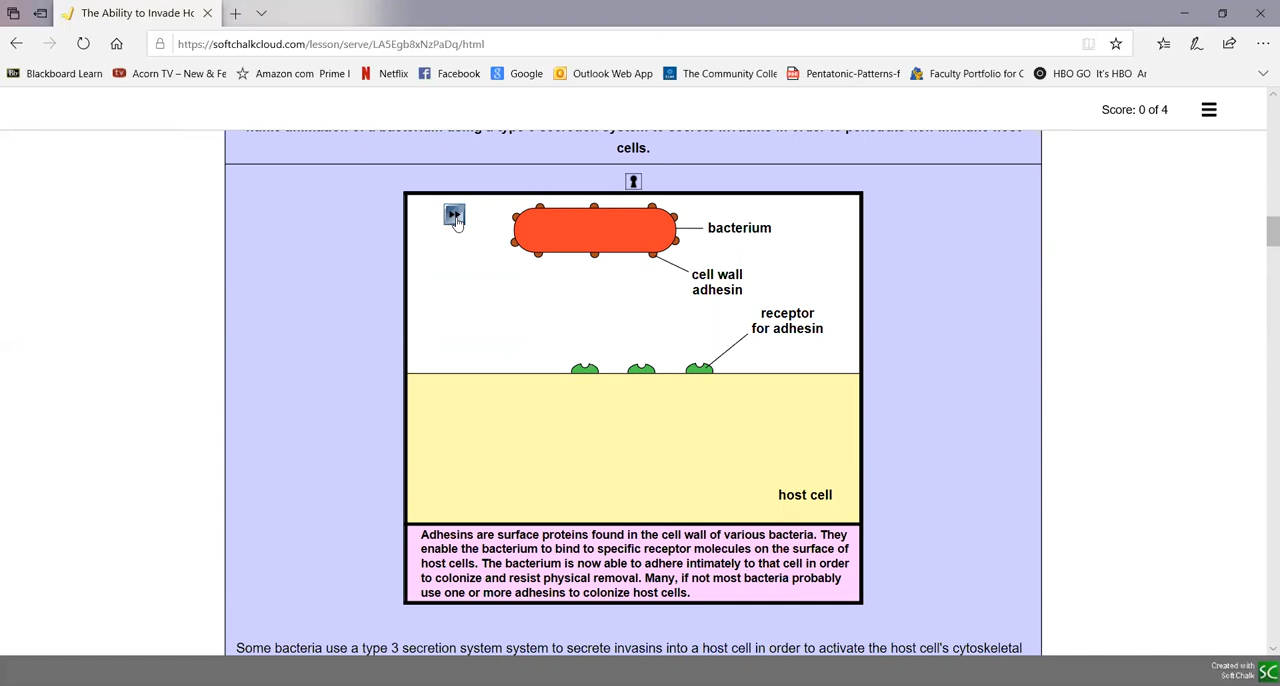 The Ability to Invade Ho
https://softchalkcloud.com/lesson/serve/LA5Egb8xNzPaDq/html
Bb Blackboard Learn
Acorn TV – New & Fe
Amazon com Prime I
Netflix
Facebook
Google
Outlook Web App
The Community Colle
Pentatonic-Patterns-f
Faculty Portfolio for C
HBO GO It's HBO Ar
Score: 0 of 4
cells.
bacterium
cell wall
adhesin
receptor
for adhesin
host cell
Adhesins are surface proteins found in the cell wall of various bacteria. They
enable the bacterium to bind to specific receptor molecules on the surface of
host cells. The bacterium is now able to adhere intimately to that cell in order
to colonize and resist physical removal. Many, if not most bacteria probably
use one or more adhesins to colonize host cells.
Some bacteria use a type 3 secretion system system to secrete invasins into a host cell in order to activate the host cell's cytoskeletal
Created with
SoftChalk
SC